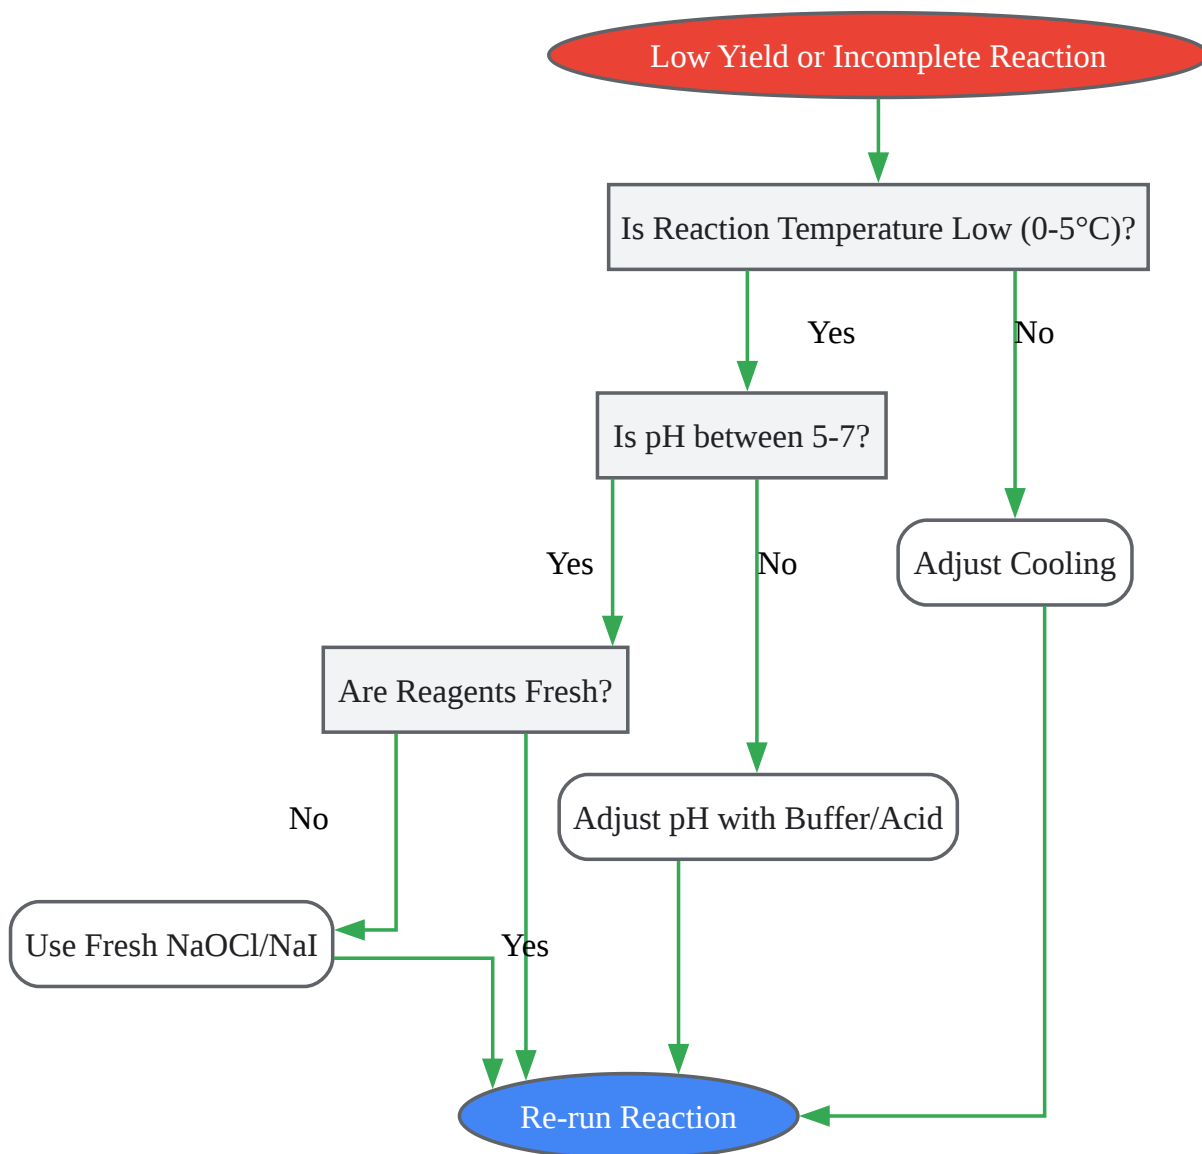 Low Yield or Incomplete Reaction
Is Reaction Temperature Low (0-5°C)?
Yes
No
Is pH between 5-7?
Yes
No
Adjust Cooling
Are Reagents Fresh?
No
Adjust pH with Buffer/Acid
Use Fresh NaOCl/NaI
Yes
Re-run Reaction